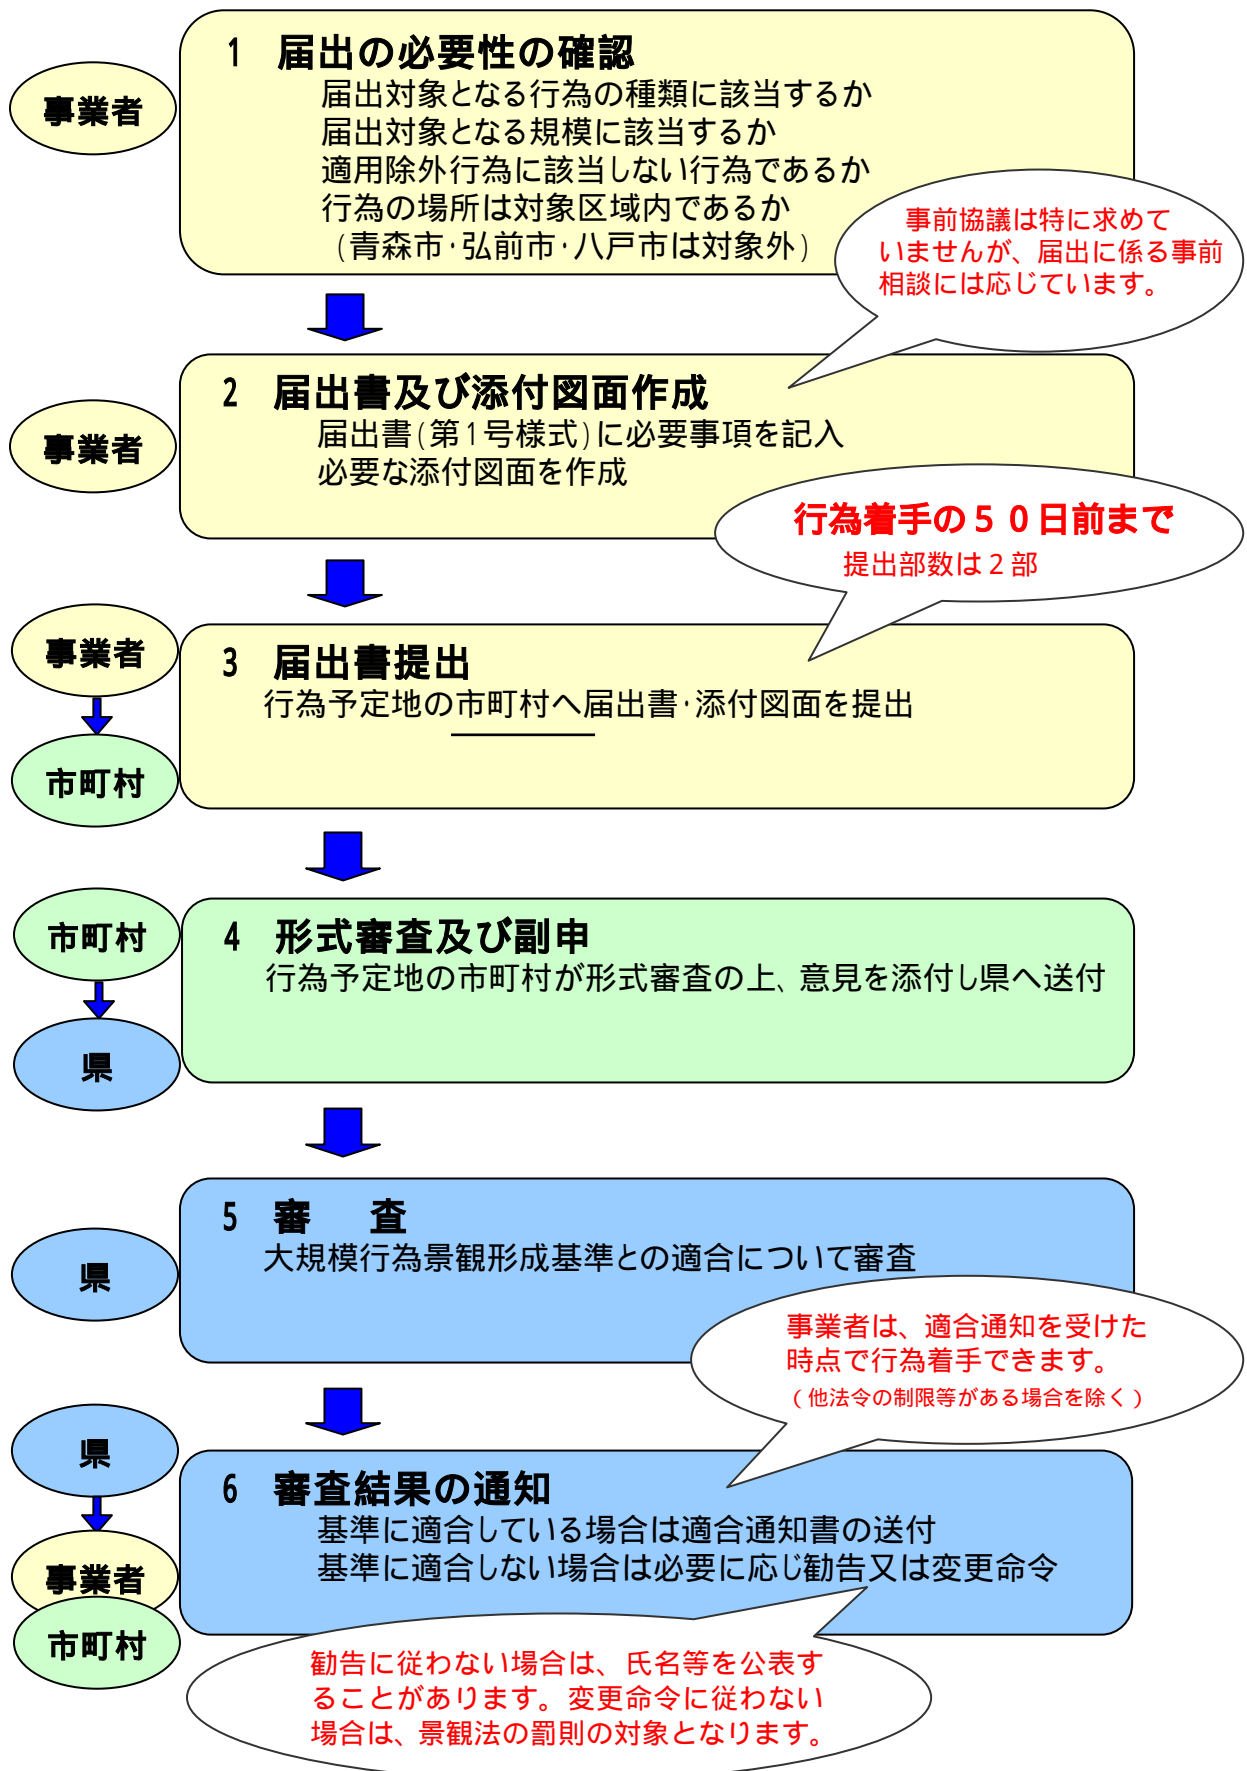 事業者
1 届出の必要性の確認
届出対象となる行為の種類に該当するか
届出対象となる規模に該当するか
適用除外行為に該当しない行為であるか
行為の場所は対象区域内であるか
(青森市･弘前市･八戸市は対象外)
事前協議は特に求めて
いませんが、届出に係る事前
相談には応じています。
事業者
2 届出書及び添付図面作成
届出書(第1号様式)に必要事項を記入
必要な添付図面を作成
行為着手の50日前まで
提出部数は2部
事業者
市町村
3 届出書提出
行為予定地の市町村へ届出書･添付図面を提出
市町村
県
4 形式審査及び副申
行為予定地の市町村が形式審査の上、意見を添付し県へ送付
県
5 審 査
大規模行為景観形成基準との適合について審査
事業者は、適合通知を受けた
時点で行為着手できます。
(他法令の制限等がある場合を除く)
県
事業者
市町村
6 審査結果の通知
基準に適合している場合は適合通知書の送付
基準に適合しない場合は必要に応じ勧告又は変更命令
勧告に従わない場合は、氏名等を公表す
ることがあります。変更命令に従わない
場合は、景観法の罰則の対象となります。